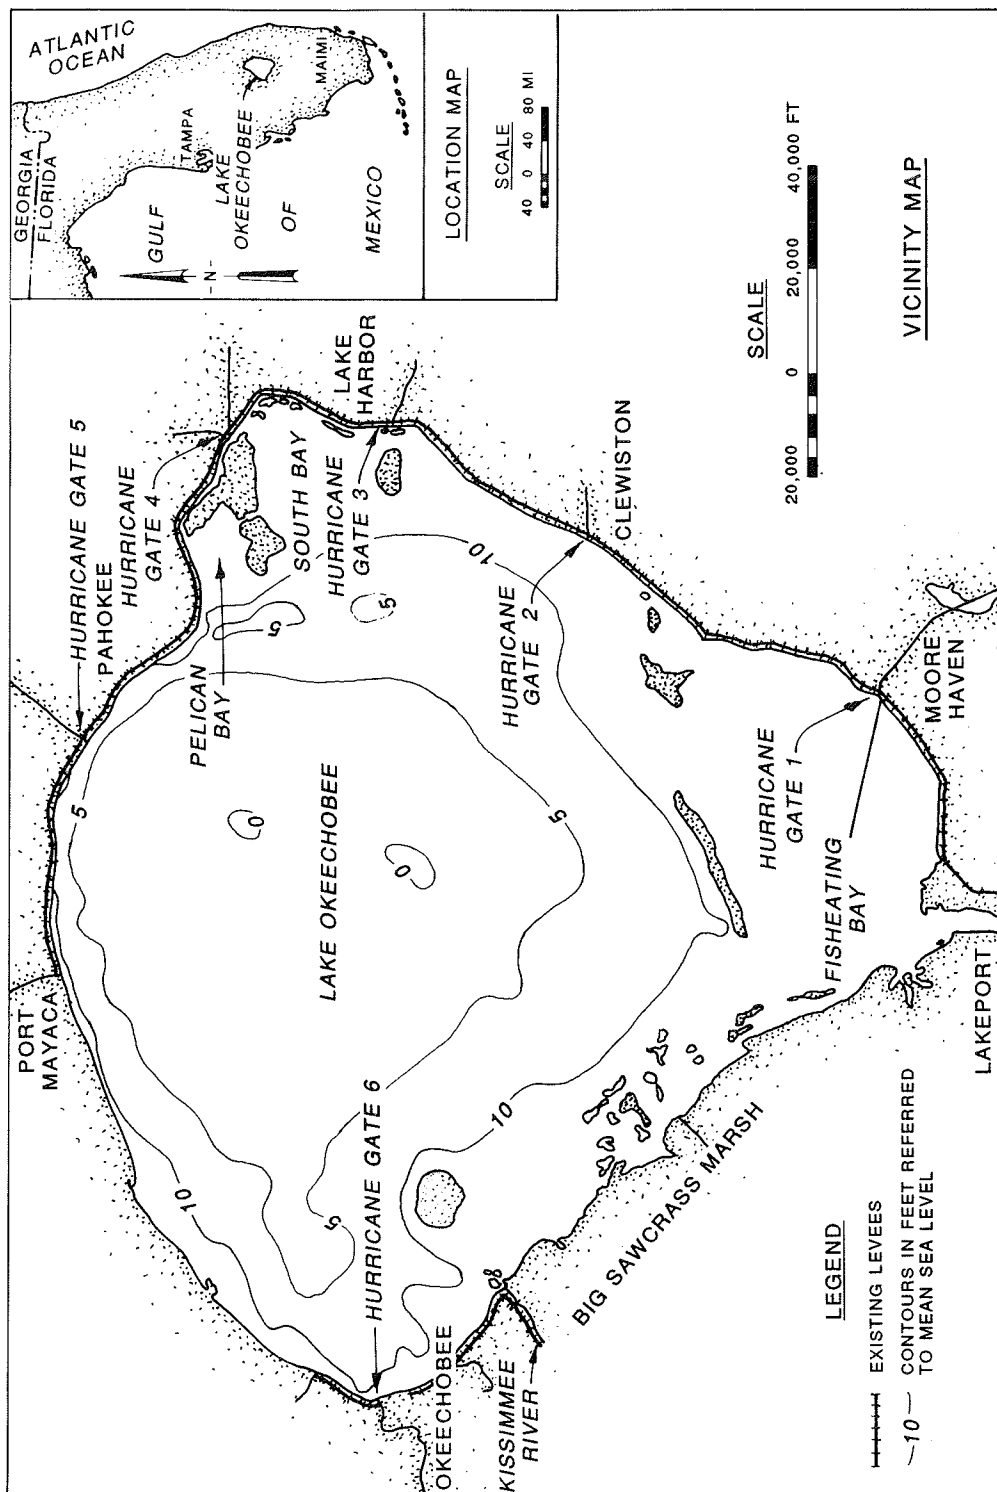 GEORGIA
FLORIDA
ATLANTIC
OCEAN
TAMPA
LAKE
OKEECHOBEE
MAIMI
GULF
OF
MEXICO
N
LOCATION MAP
SCALE
40 0 40 80 MI
PORT
MAYACA
HURRICANE GATE 5
PAHOKEE
HURRICANE
GATE 4
PELICAN
BAY
SOUTH BAY
LAKE
HARBOR
HURRICANE
GATE 3
5
5
5
10
0
0
LAKE OKEECHOBEE
5
5
10
10
HURRICANE GATE 6
HURRICANE
GATE 2
CLEWISTON
OKEECHOBEE
KISSIMMEE
RIVER
BIG SAWCRASS MARSH
FISHEATING
BAY
HURRICANE
GATE 1
MOORE
HAVEN
LAKEPORT
LEGEND
EXISTING LEVEES
10
CONTOURS IN FEET REFERRED
TO MEAN SEA LEVEL
SCALE
20,000 0 20,000 40,000 FT
VICINITY MAP